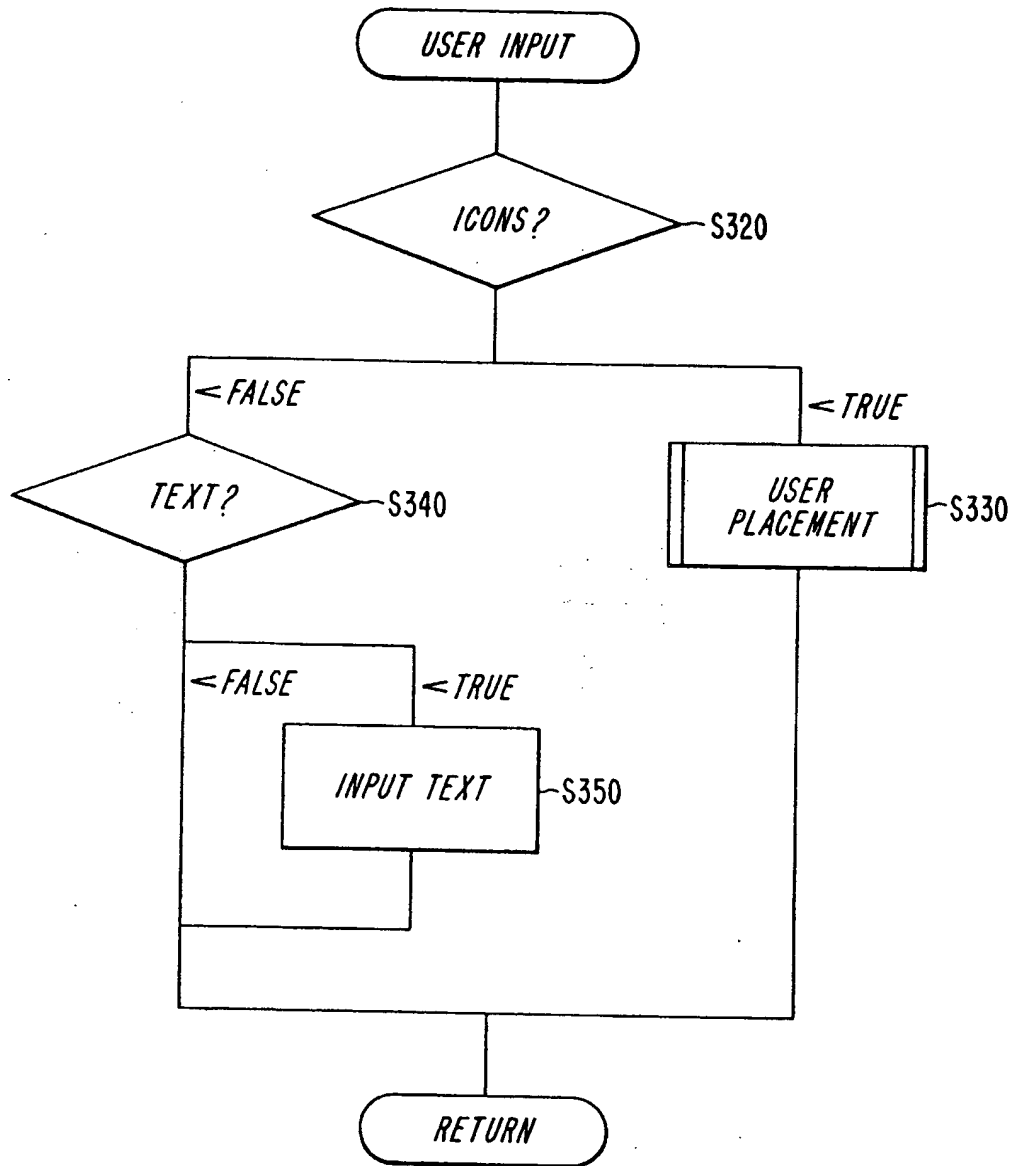 USER INPUT
ICONS?
S320
< FALSE
< TRUE
TEXT?
S340
USER
PLACEMENT
S330
< FALSE
< TRUE
INPUT TEXT
S350
RETURN